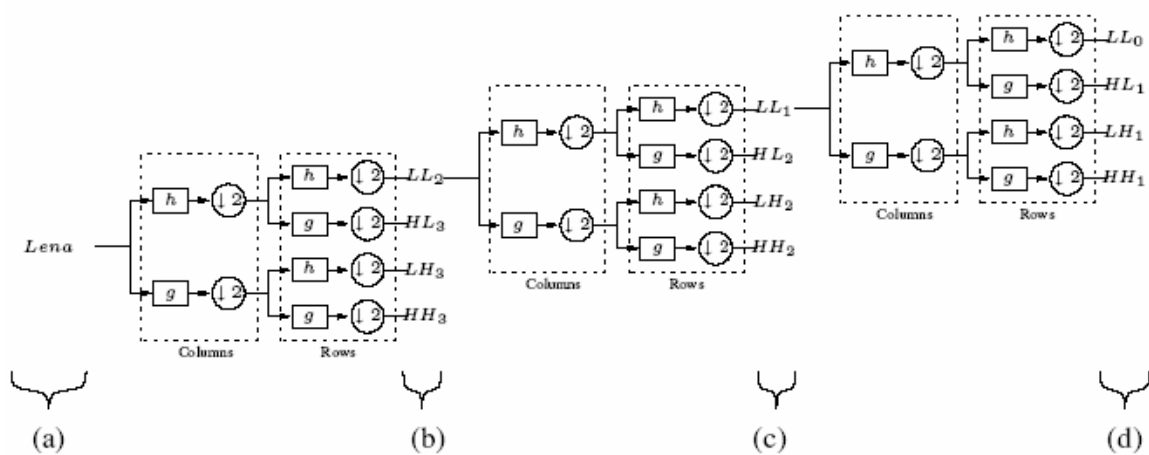 Lena
h ↓2 h ↓2 LL₂
g ↓2 HL₃
g ↓2 h ↓2 LH₃
g ↓2 HH₃
Columns Rows
h ↓2 h ↓2 LL₁
g ↓2 HL₂
g ↓2 h ↓2 LH₂
g ↓2 HH₂
Columns Rows
h ↓2 h ↓2 LL₀
g ↓2 HL₁
g ↓2 h ↓2 LH₁
g ↓2 HH₁
Columns Rows
(a) (b) (c) (d)